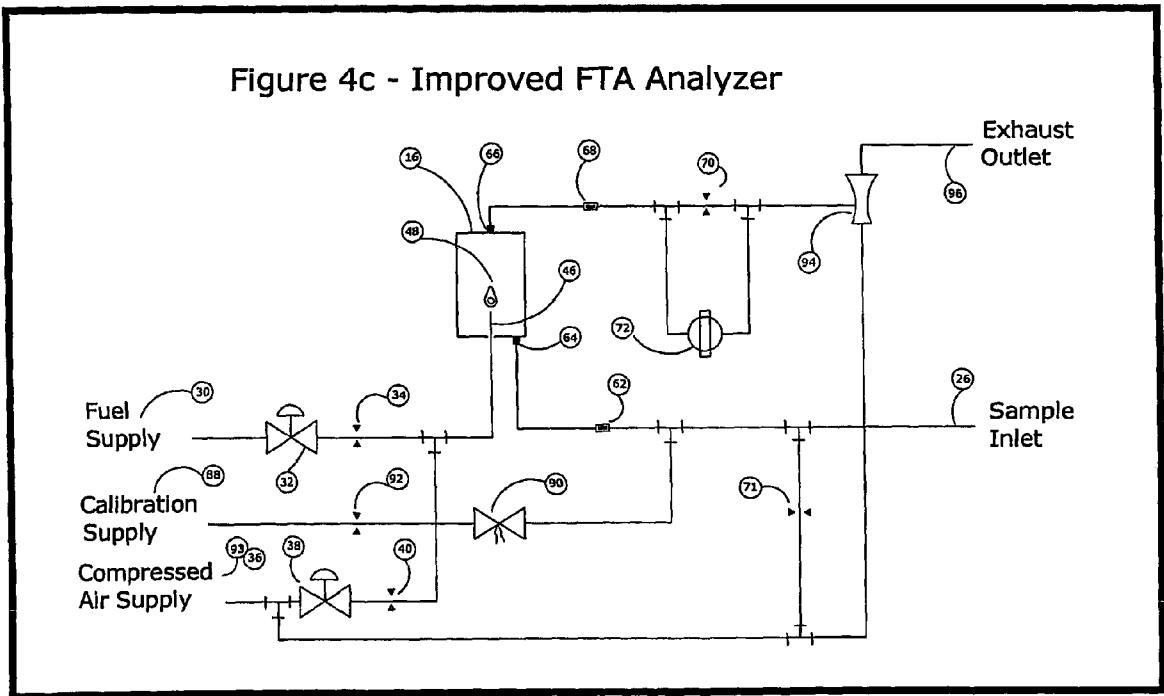 Figure 4c - Improved FTA Analyzer
Exhaust
Outlet
16
66
68
70
96
48
46
94
72
64
62
26
Sample
Inlet
30
Fuel
Supply
34
32
88
Calibration
Supply
92
90
71
93
36
38
40
Compressed
Air Supply